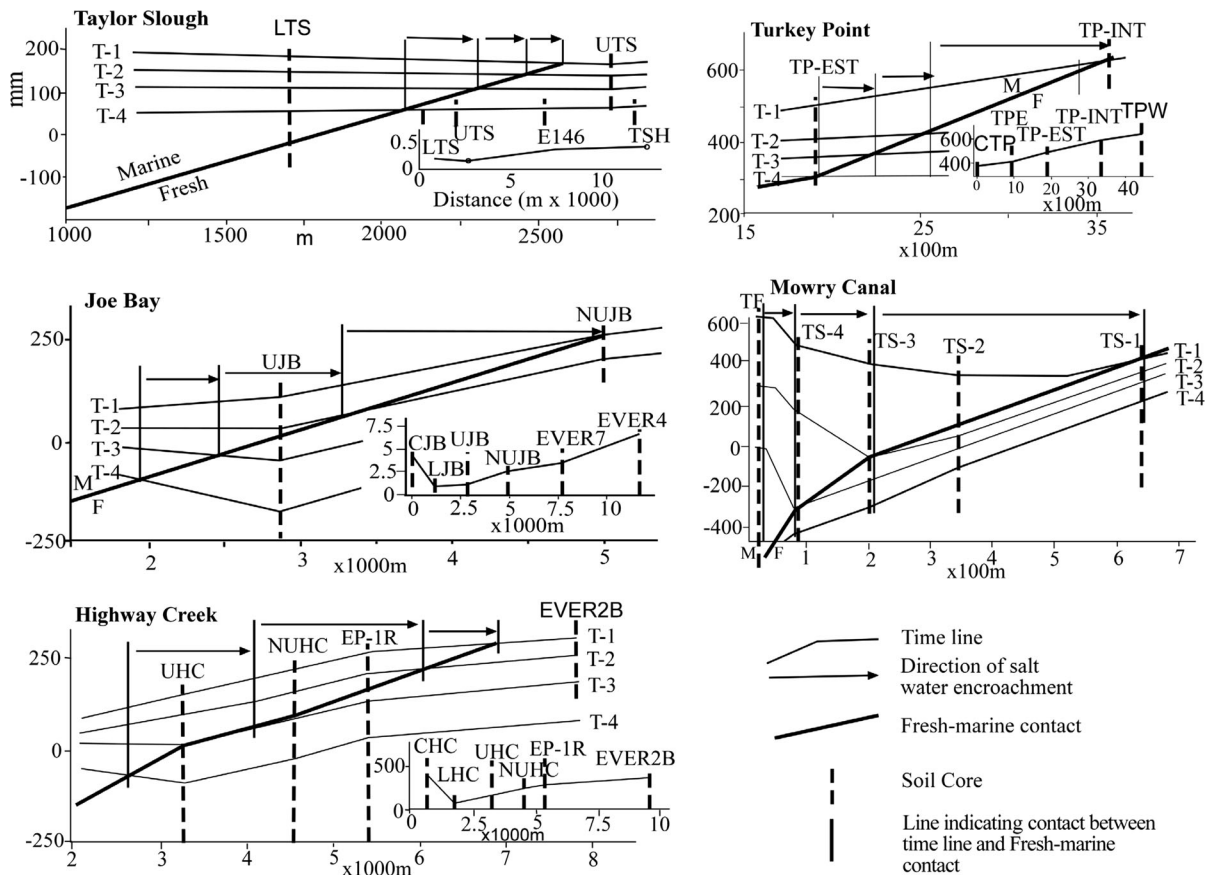 Taylor Slough
LTS
UTS
200
100
0
-100
mm
T-1
T-2
T-3
T-4
Marine
Fresh
0.5
0.0
LTS
UTS
E146
TSH
0
5
10
Distance (m x 1000)
1000
1500
m
2000
2500
Turkey Point
TP-INT
TP-EST
600
400
300
200
T-1
T-2
T-3
T-4
M
F
600
400
CTP
TPE
TP-EST
TP-INT
TPW
0
10
20
30
40
x100m
15
25
35
x100m
Joe Bay
NUJB
UJB
250
0
-250
T-1
T-2
T-3
T-4
M
F
7.5
5
2.5
0
CJB
LJB
UJB
NUJB
EVER7
EVER4
0
2.5
5
7.5
10
x1000m
2
3
4
5
x1000m
Mowry Canal
TF
TS-4
TS-3
TS-2
TS-1
600
400
200
0
-200
-400
T-1
T-2
T-3
T-4
M
F
1
2
3
4
5
6
7
x100m
Highway Creek
EVER2B
UHC
NUHC
EP-1R
250
0
-250
T-1
T-2
T-3
T-4
500
0
CHC
LHC
UHC
NUHC
EP-1R
EVER2B
0
2.5
5
7.5
10
x1000m
2
3
4
5
6
7
8
x1000m
Time line
Direction of salt
water encroachment
Fresh-marine contact
Soil Core
Line indicating contact between
time line and Fresh-marine
contact